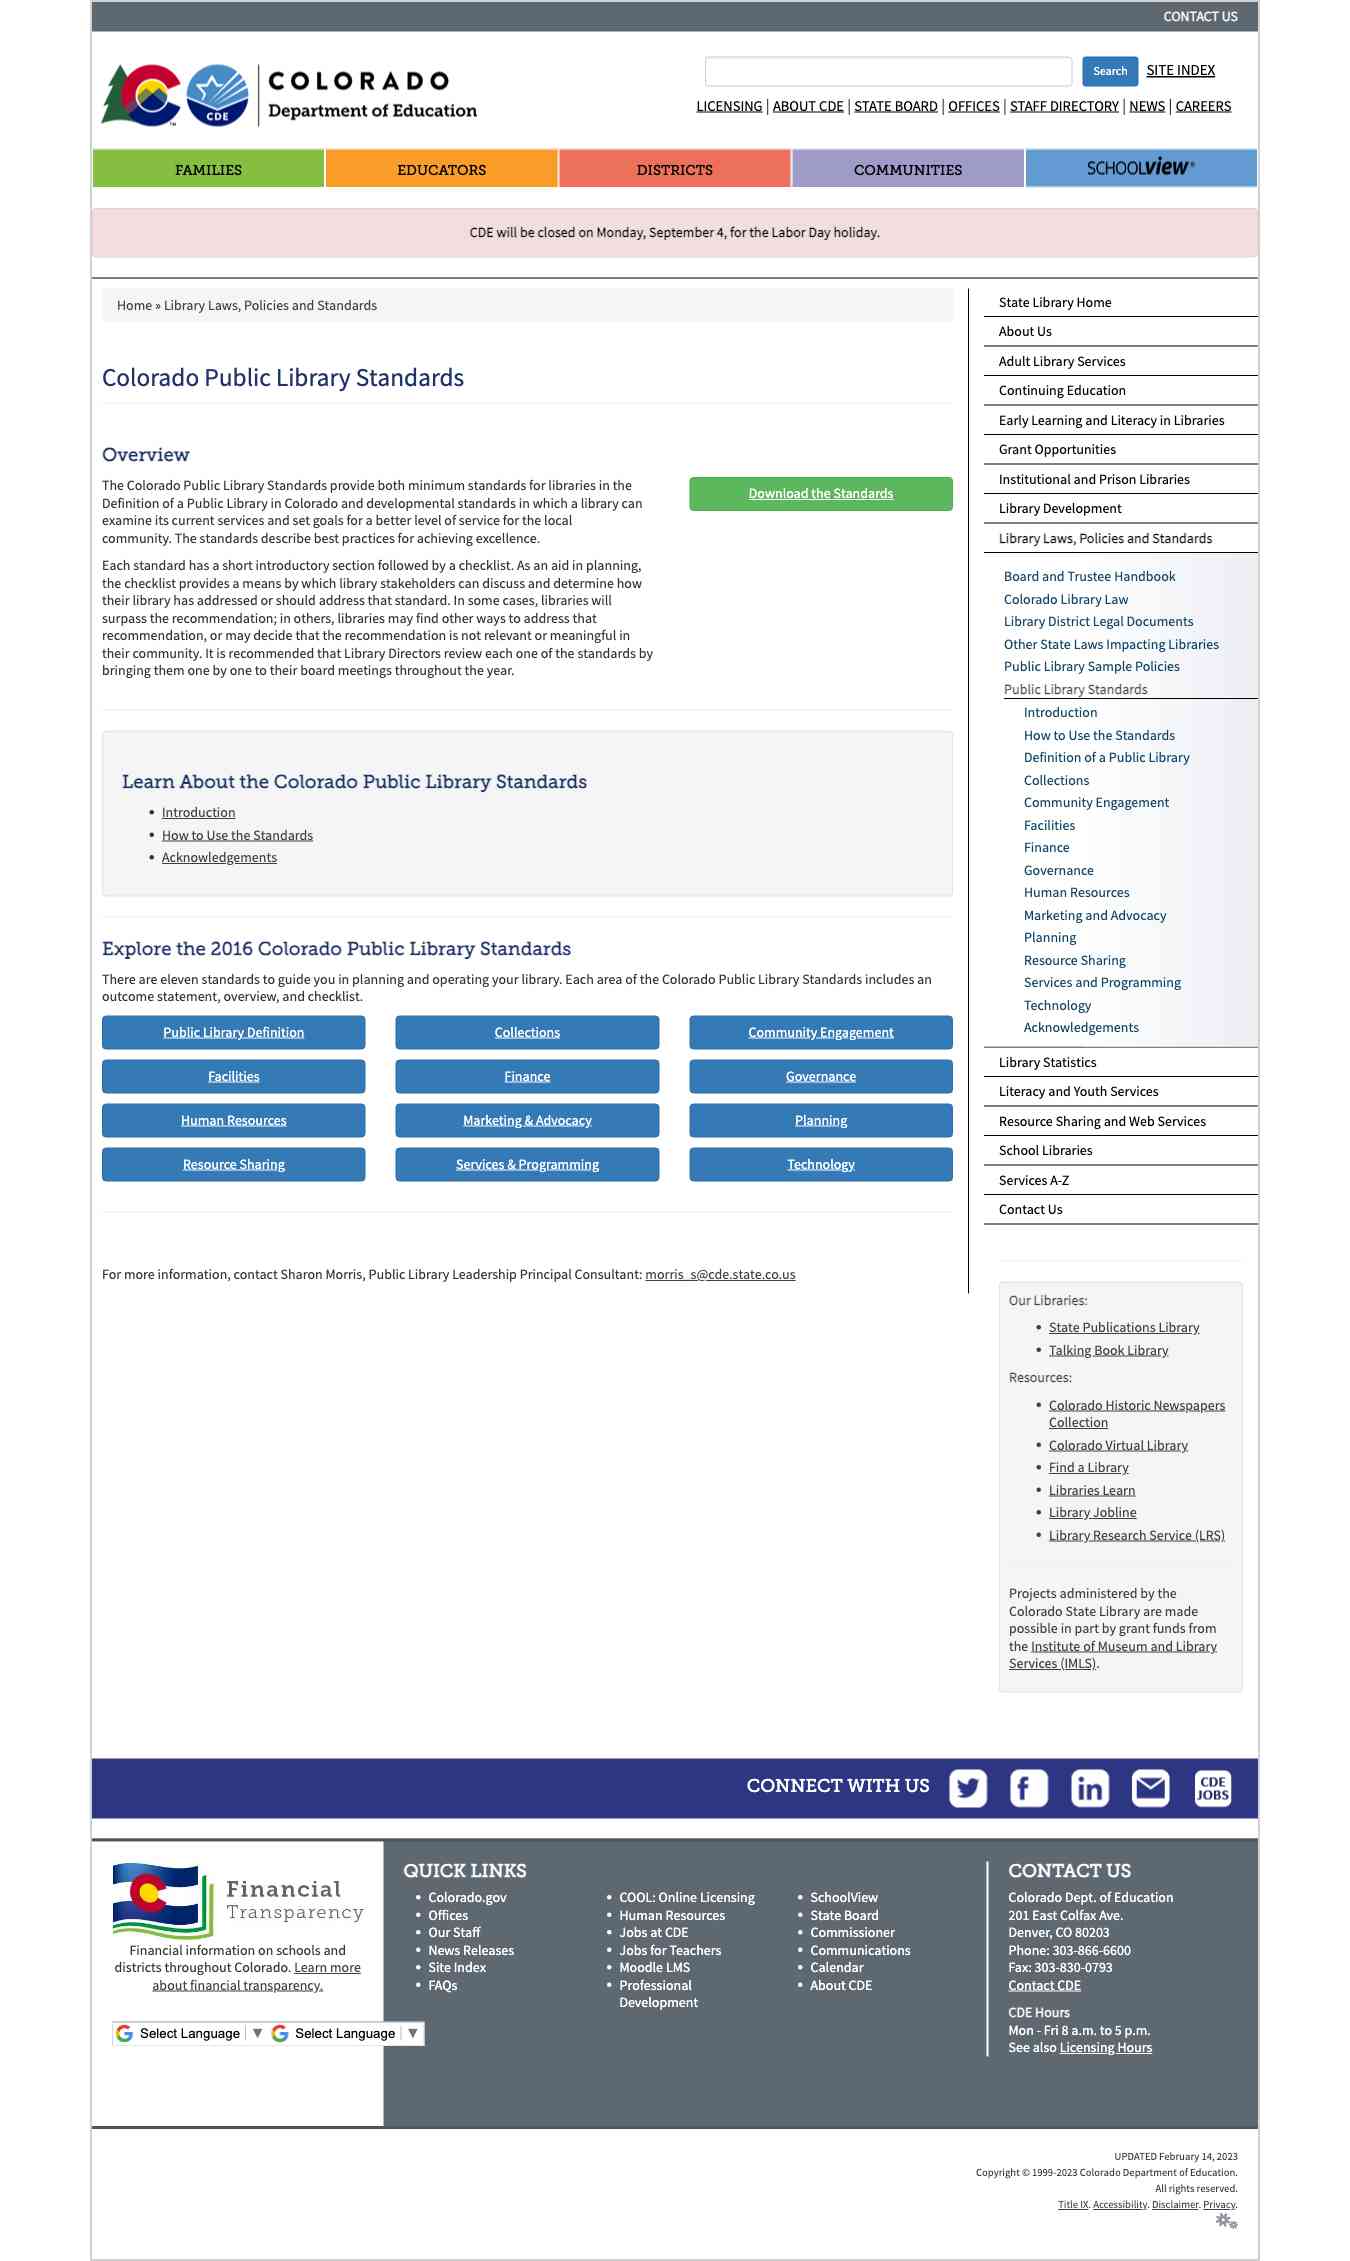 CONTACT US
COLORADO
Department of Education
TM
CDE
Search
SITE INDEX
LICENSING | ABOUT CDE | STATE BOARD | OFFICES | STAFF DIRECTORY | NEWS | CAREERS
FAMILIES
EDUCATORS
DISTRICTS
COMMUNITIES
SCHOOLVIEW®
CDE will be closed on Monday, September 4, for the Labor Day holiday.
Home » Library Laws, Policies and Standards
Colorado Public Library Standards
Overview
The Colorado Public Library Standards provide both minimum standards for libraries in the
Definition of a Public Library in Colorado and developmental standards in which a library can
examine its current services and set goals for a better level of service for the local
community. The standards describe best practices for achieving excellence.
Each standard has a short introductory section followed by a checklist. As an aid in planning,
the checklist provides a means by which library stakeholders can discuss and determine how
their library has addressed or should address that standard. In some cases, libraries will
surpass the recommendation; in others, libraries may find other ways to address that
recommendation, or may decide that the recommendation is not relevant or meaningful in
their community. It is recommended that Library Directors review each one of the standards by
bringing them one by one to their board meetings throughout the year.
Download the Standards
Learn About the Colorado Public Library Standards
• Introduction
• How to Use the Standards
• Acknowledgements
Explore the 2016 Colorado Public Library Standards
There are eleven standards to guide you in planning and operating your library. Each area of the Colorado Public Library Standards includes an
outcome statement, overview, and checklist.
Public Library Definition
Collections
Community Engagement
Facilities
Finance
Governance
Human Resources
Marketing & Advocacy
Planning
Resource Sharing
Services & Programming
Technology
For more information, contact Sharon Morris, Public Library Leadership Principal Consultant: morris_s@cde.state.co.us
State Library Home
About Us
Adult Library Services
Continuing Education
Early Learning and Literacy in Libraries
Grant Opportunities
Institutional and Prison Libraries
Library Development
Library Laws, Policies and Standards
Board and Trustee Handbook
Colorado Library Law
Library District Legal Documents
Other State Laws Impacting Libraries
Public Library Sample Policies
Public Library Standards
Introduction
How to Use the Standards
Definition of a Public Library
Collections
Community Engagement
Facilities
Finance
Governance
Human Resources
Marketing and Advocacy
Planning
Resource Sharing
Services and Programming
Technology
Acknowledgements
Library Statistics
Literacy and Youth Services
Resource Sharing and Web Services
School Libraries
Services A-Z
Contact Us
Our Libraries:
• State Publications Library
• Talking Book Library
Resources:
• Colorado Historic Newspapers
Collection
• Colorado Virtual Library
• Find a Library
• Libraries Learn
• Library Jobline
• Library Research Service (LRS)
Projects administered by the
Colorado State Library are made
possible in part by grant funds from
the Institute of Museum and Library
Services (IMLS).
CONNECT WITH US
CDE
JOBS
Financial
Transparency
Financial information on schools and
districts throughout Colorado. Learn more
about financial transparency.
Select Language ▼
Select Language ▼
QUICK LINKS
• Colorado.gov
• Offices
• Our Staff
• News Releases
• Site Index
• FAQs
• COOL: Online Licensing
• Human Resources
• Jobs at CDE
• Jobs for Teachers
• Moodle LMS
• Professional
Development
• SchoolView
• State Board
• Commissioner
• Communications
• Calendar
• About CDE
CONTACT US
Colorado Dept. of Education
201 East Colfax Ave.
Denver, CO 80203
Phone: 303-866-6600
Fax: 303-830-0793
Contact CDE
CDE Hours
Mon - Fri 8 a.m. to 5 p.m.
See also Licensing Hours
UPDATED February 14, 2023
Copyright © 1999-2023 Colorado Department of Education.
All rights reserved.
Title IX. Accessibility. Disclaimer. Privacy.